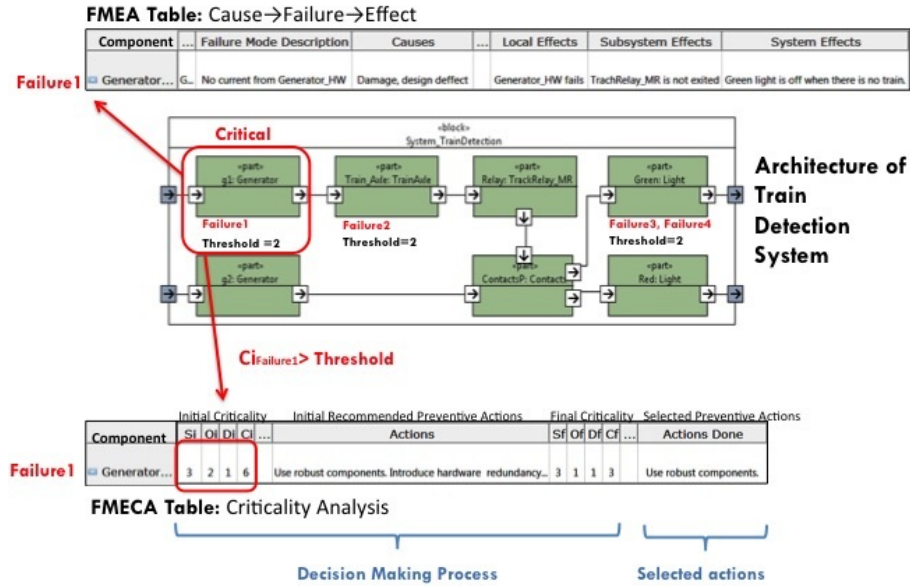 FMEA Table: Cause→Failure→Effect
Component ... Failure Mode Description Causes ... Local Effects Subsystem Effects System Effects
Failure1 Generator... G... No current from Generator_HW Damage, design deffect Generator_HW fails TrachRelay_MR is not exited Green light is off when there is no train.
«block»
System_TrainDetection
Critical
«part» «part» «part» «part»
g1: Generator Train_Axle: TrainAxle Relay: TrackRelay_MR Green: Light
Failure1 Failure2 Failure3, Failure4
Threshold =2 Threshold=2 Threshold=2
Architecture of
Train
Detection
System
«part» «part» «part»
g2: Generator ContactsP: Contacts Red: Light
CiFailure1> Threshold
Initial Criticality Initial Recommended Preventive Actions Final Criticality Selected Preventive Actions
Component Si Oi Di Ci ... Actions Sf Of Df Cf ... Actions Done
Failure1 Generator... 3 2 1 6 Use robust components. Introduce hardware redundancy... 3 1 1 3 Use robust components.
FMECA Table: Criticality Analysis
Decision Making Process Selected actions